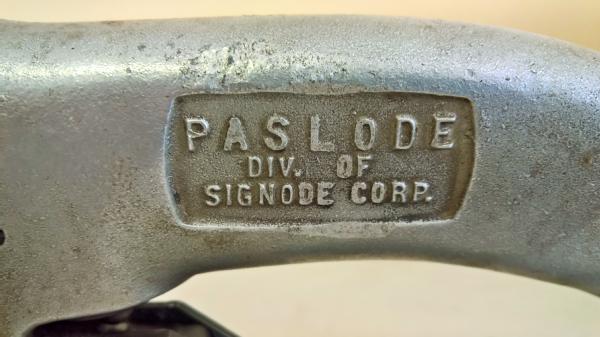 PASLODE
DIV. OF
SIGNODE CORP.